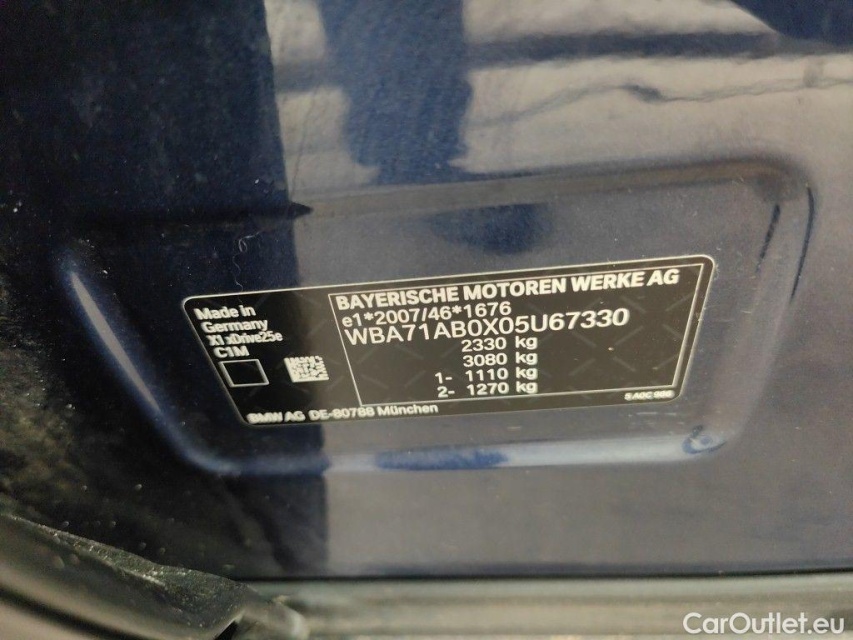 Made in
Germany
X1 xDrive25e
C1M
BAYERISCHE MOTOREN WERKE AG
e1*2007/46*1676
WBA71AB0X05U67330
2330 kg
3080 kg
1- 1110 kg
2- 1270 kg
BMW AG DE-80788 München
CarOutlet.eu